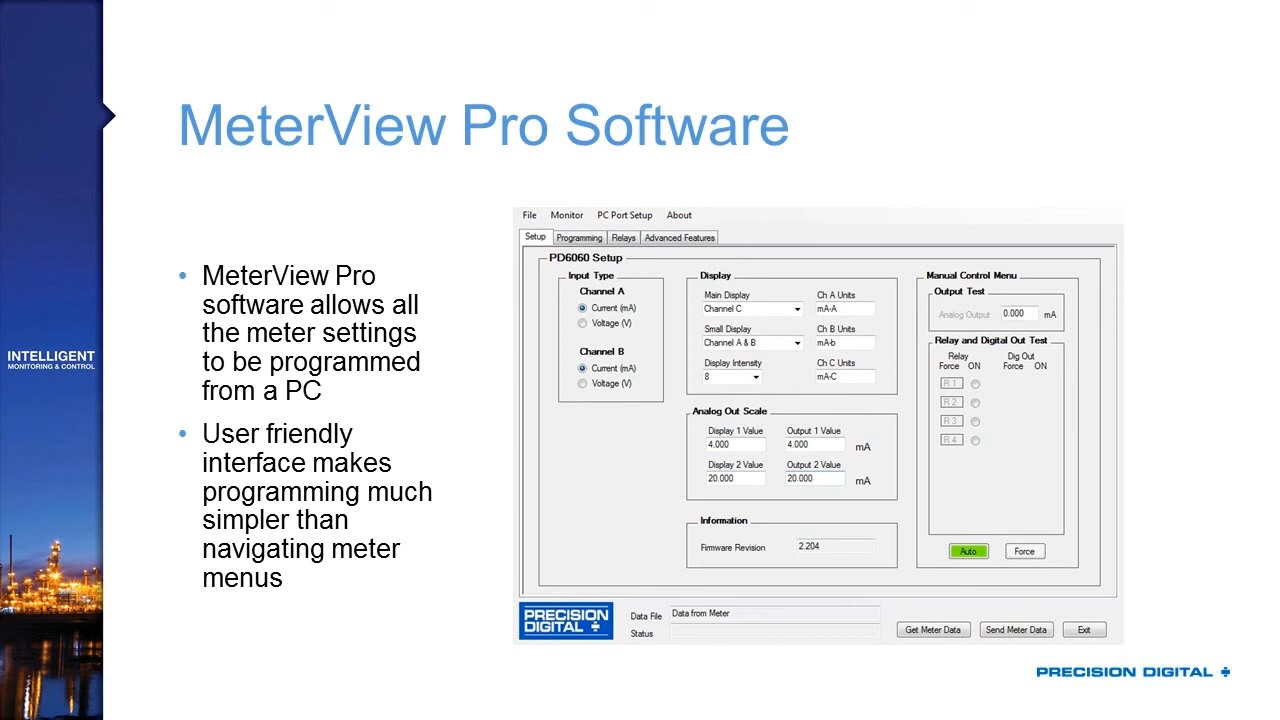 MeterView Pro Software
INTELLIGENT
MONITORING & CONTROL
• MeterView Pro
software allows all
the meter settings
to be programmed
from a PC
• User friendly
interface makes
programming much
simpler than
navigating meter
menus
File Monitor PC Port Setup About
Setup Programming Relays Advanced Features
PD6060 Setup
Input Type
Channel A
Current (mA)
Voltage (V)
Channel B
Current (mA)
Voltage (V)
Display
Main Display Ch A Units
Channel C mA-A
Small Display Ch B Units
Channel A & B mA-b
Display Intensity Ch C Units
8 mA-C
Analog Out Scale
Display 1 Value Output 1 Value
4.000 4.000 mA
Display 2 Value Output 2 Value
20.000 20.000 mA
Information
Firmware Revision 2.204
Manual Control Menu
Output Test
Analog Output 0.000 mA
Relay and Digital Out Test
Relay Dig Out
Force ON Force ON
R 1
R 2
R 3
R 4
Auto Force
PRECISION
DIGITAL
Data File Data from Meter
Status
Get Meter Data Send Meter Data Exit
PRECISION DIGITAL